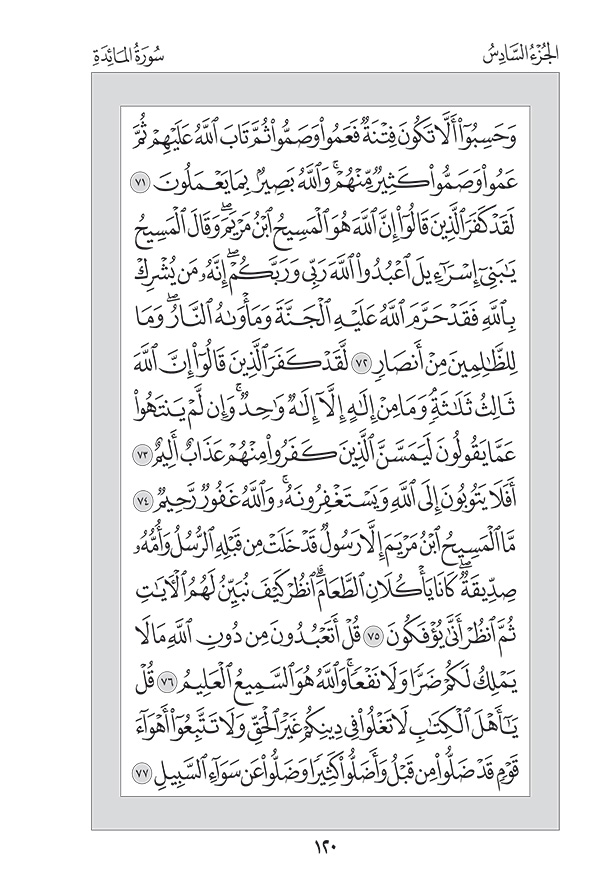 الجُزْءُ السَّادِسُ
سُورَةُ المَائِدَةِ
وَحَسِبُوٓا۟ أَلَّا تَكُونَ فِتْنَةٌ فَعَمُوا۟ وَصَمُّوا۟ ثُمَّ تَابَ ٱللَّهُ عَلَيْهِمْ ثُمَّ
عَمُوا۟ وَصَمُّوا۟ كَثِيرٌ مِّنْهُمْ ۚ وَٱللَّهُ بَصِيرٌۢ بِمَا يَعْمَلُونَ ٧١
لَقَدْ كَفَرَ ٱلَّذِينَ قَالُوٓا۟ إِنَّ ٱللَّهَ هُوَ ٱلْمَسِيحُ ٱبْنُ مَرْيَمَ ۖ وَقَالَ ٱلْمَسِيحُ
يَٰبَنِىٓ إِسْرَٰٓءِيلَ ٱعْبُدُوا۟ ٱللَّهَ رَبِّى وَرَبَّكُمْ ۖ إِنَّهُۥ مَن يُشْرِكْ
بِٱللَّهِ فَقَدْ حَرَّمَ ٱللَّهُ عَلَيْهِ ٱلْجَنَّةَ وَمَأْوَىٰهُ ٱلنَّارُ ۖ وَمَا
لِلظَّٰلِمِينَ مِنْ أَنصَارٍ ٧٢ لَّقَدْ كَفَرَ ٱلَّذِينَ قَالُوٓا۟ إِنَّ ٱللَّهَ
ثَالِثُ ثَلَٰثَةٍ ۘ وَمَا مِنْ إِلَٰهٍ إِلَّآ إِلَٰهٌ وَٰحِدٌ ۚ وَإِن لَّمْ يَنتَهُوا۟
عَمَّا يَقُولُونَ لَيَمَسَّنَّ ٱلَّذِينَ كَفَرُوا۟ مِنْهُمْ عَذَابٌ أَلِيمٌ ٧٣
أَفَلَا يَتُوبُونَ إِلَى ٱللَّهِ وَيَسْتَغْفِرُونَهُۥ ۚ وَٱللَّهُ غَفُورٌ رَّحِيمٌ ٧٤
مَّا ٱلْمَسِيحُ ٱبْنُ مَرْيَمَ إِلَّا رَسُولٌ قَدْ خَلَتْ مِن قَبْلِهِ ٱلرُّسُلُ وَأُمُّهُۥ
صِدِّيقَةٌ ۖ كَانَا يَأْكُلَانِ ٱلطَّعَامَ ۗ ٱنظُرْ كَيْفَ نُبَيِّنُ لَهُمُ ٱلْءَايَٰتِ
ثُمَّ ٱنظُرْ أَنَّىٰ يُؤْفَكُونَ ٧٥ قُلْ أَتَعْبُدُونَ مِن دُونِ ٱللَّهِ مَا لَا
يَمْلِكُ لَكُمْ ضَرًّا وَلَا نَفْعًا ۚ وَٱللَّهُ هُوَ ٱلسَّمِيعُ ٱلْعَلِيمُ ٧٦ قُلْ
يَٰٓأَهْلَ ٱلْكِتَٰبِ لَا تَغْلُوا۟ فِى دِينِكُمْ غَيْرَ ٱلْحَقِّ وَلَا تَتَّبِعُوٓا۟ أَهْوَآءَ
قَوْمٍ قَدْ ضَلُّوا۟ مِن قَبْلُ وَأَضَلُّوا۟ كَثِيرًا وَضَلُّوا۟ عَن سَوَآءِ ٱلسَّبِيلِ ٧٧
١٢٠